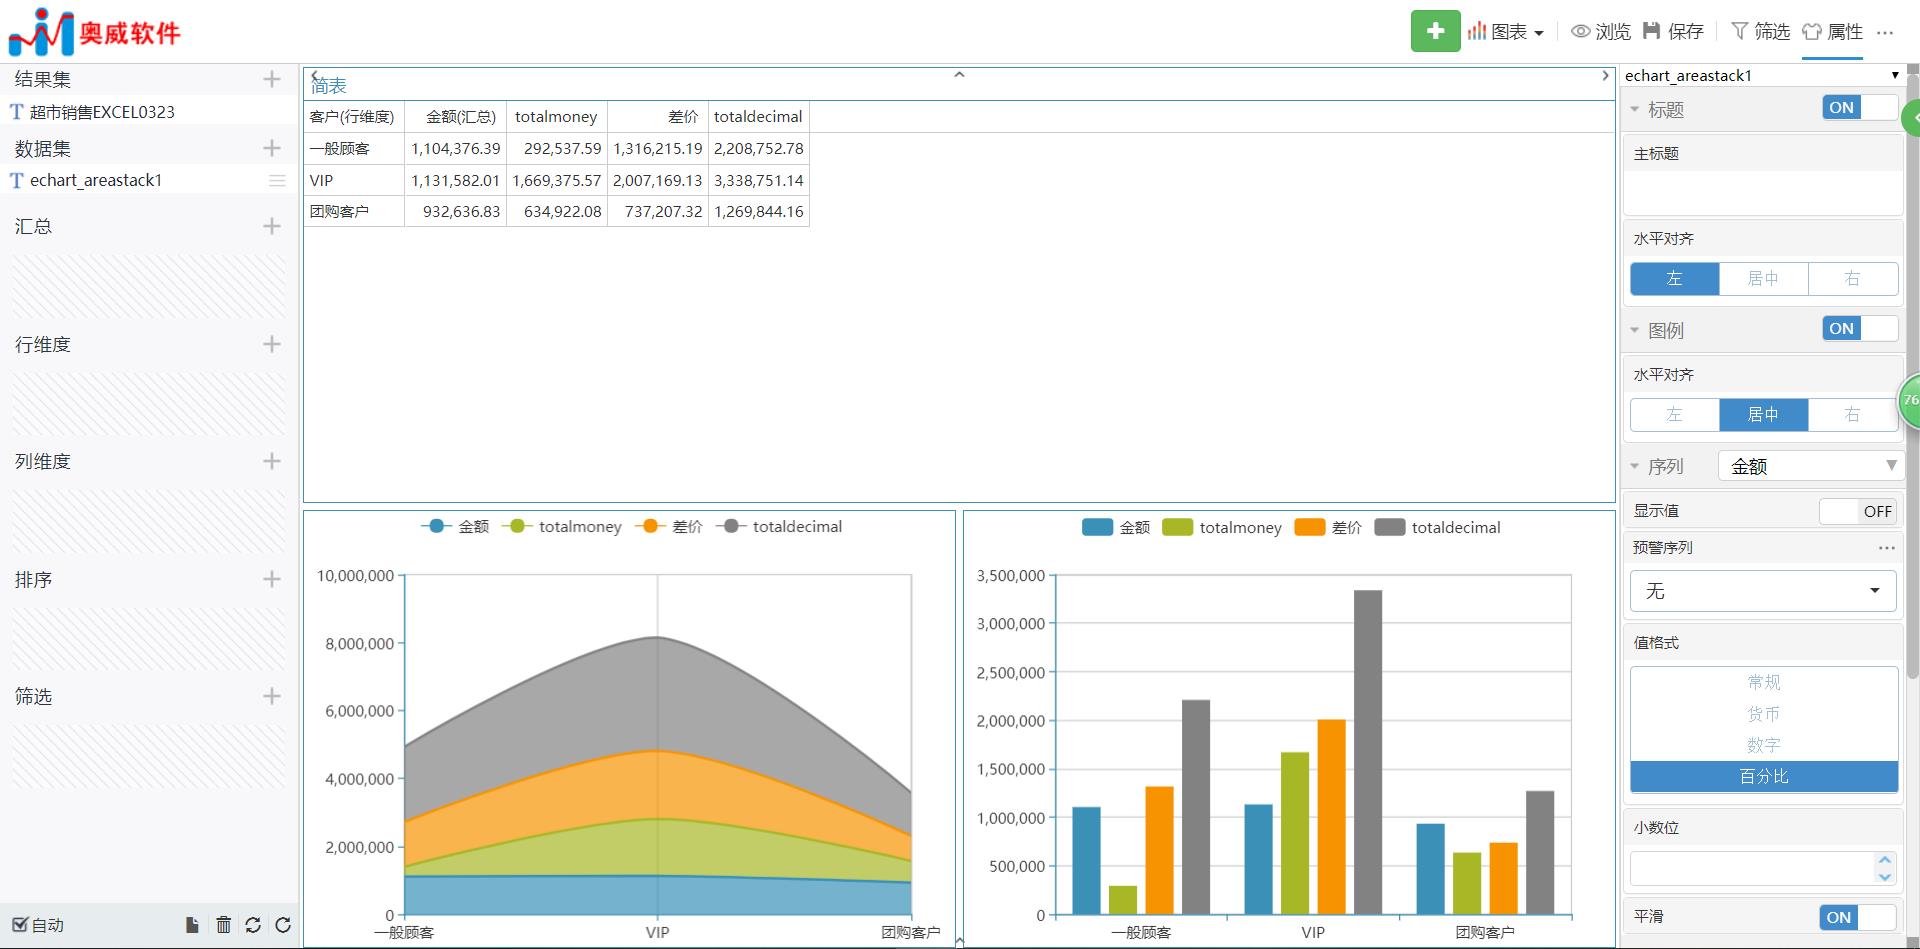 奥威软件
图表
浏览
保存
筛选
属性
结果集
超市销售EXCEL0323
数据集
echart_areastack1
汇总
行维度
列维度
排序
筛选
自动
简表
客户(行维度) 金额(汇总) totalmoney 差价 totaldecimal
一般顾客 1,104,376.39 292,537.59 1,316,215.19 2,208,752.78
VIP 1,131,582.01 1,669,375.57 2,007,169.13 3,338,751.14
团购客户 932,636.83 634,922.08 737,207.32 1,269,844.16
金额 totalmoney 差价 totaldecimal
10,000,000
8,000,000
6,000,000
4,000,000
2,000,000
0
一般顾客 VIP 团购客户
金额 totalmoney 差价 totaldecimal
3,500,000
3,000,000
2,500,000
2,000,000
1,500,000
1,000,000
500,000
0
一般顾客 VIP 团购客户
echart_areastack1
标题 ON
主标题
水平对齐
左 居中 右
图例 ON
水平对齐
左 居中 右
76
序列 金额
显示值 OFF
预警序列
无
值格式
常规
货币
数字
百分比
小数位
平滑 ON